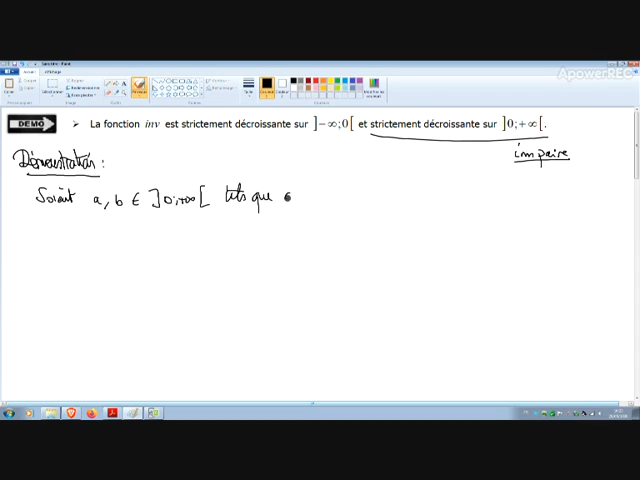 ApowerREC
DEMO
La fonction inv est strictement décroissante sur ]−∞;0[ et strictement décroissante sur ]0;+∞[.
impaire
Démonstration :
Soient a, b ∈ ]0;+∞[ tels que